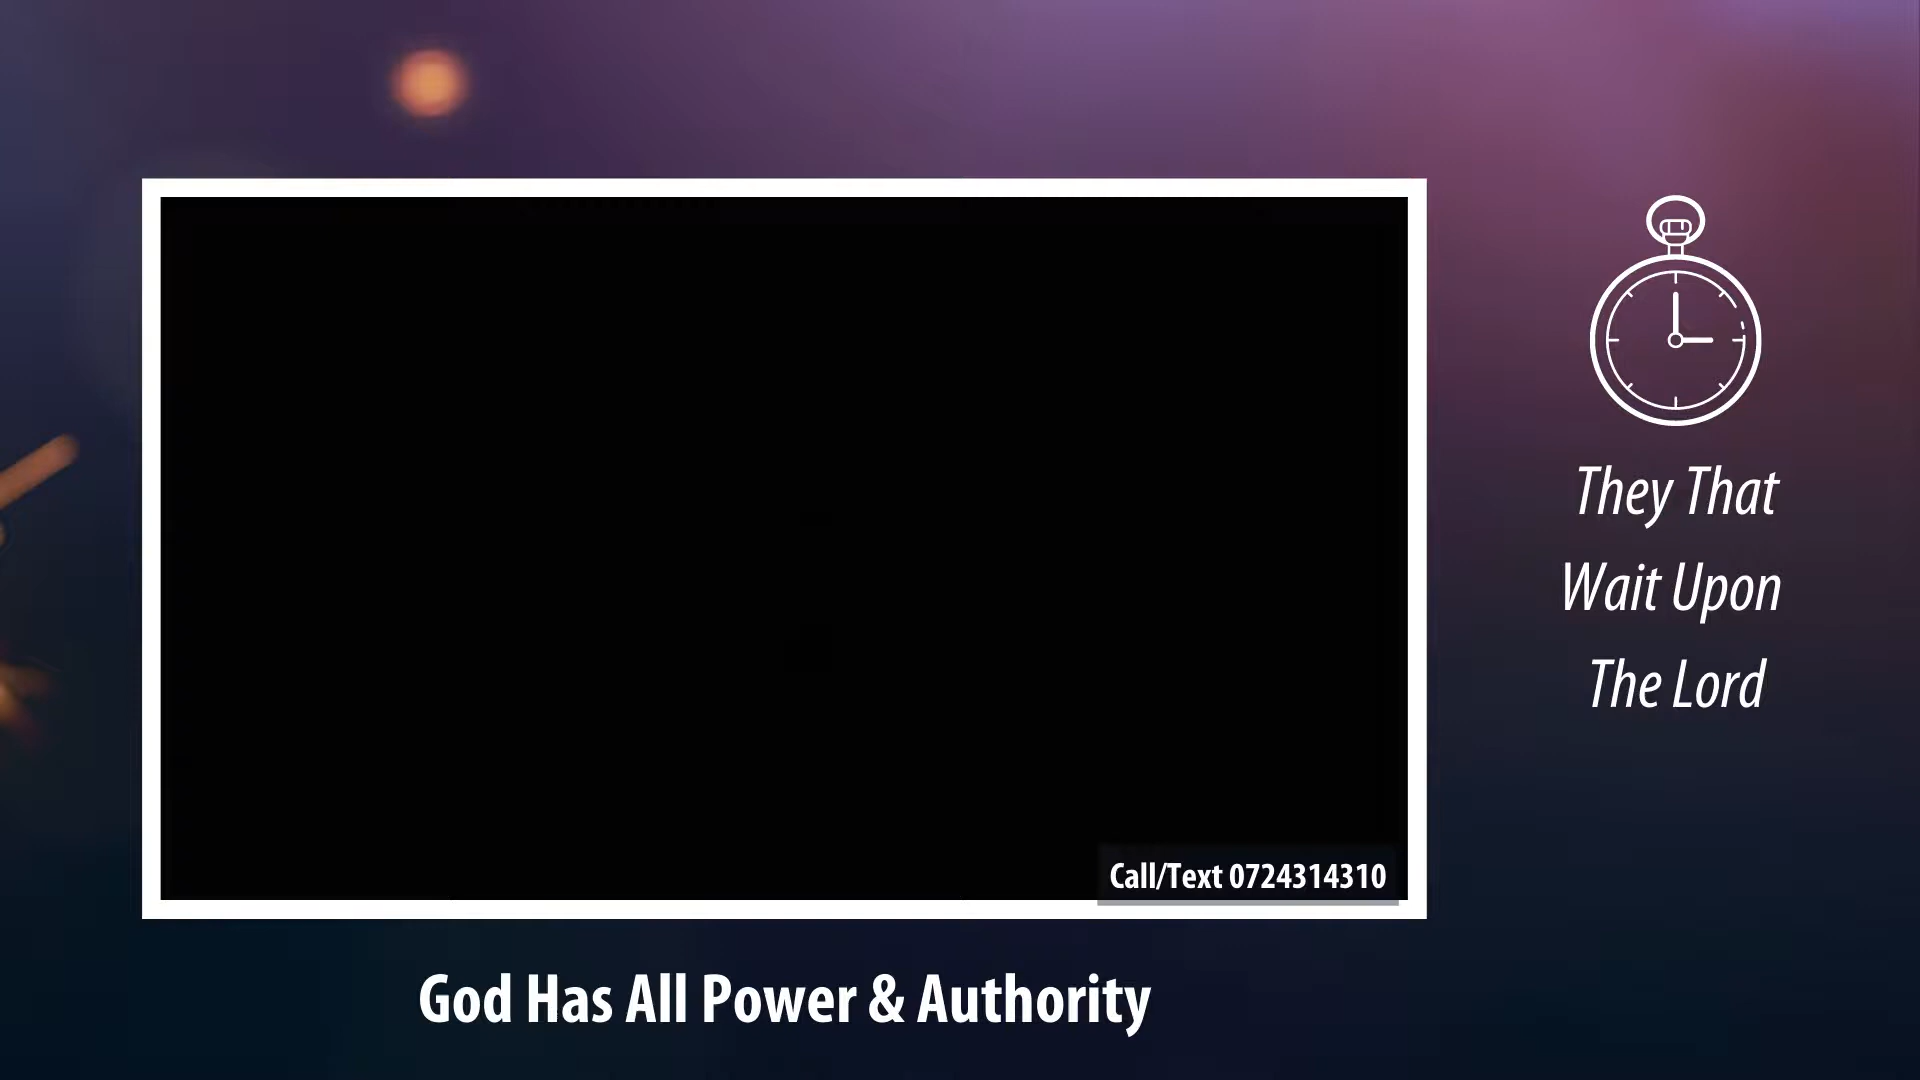 They That
Wait Upon
The Lord
Call/Text 0724314310
God Has All Power & Authority